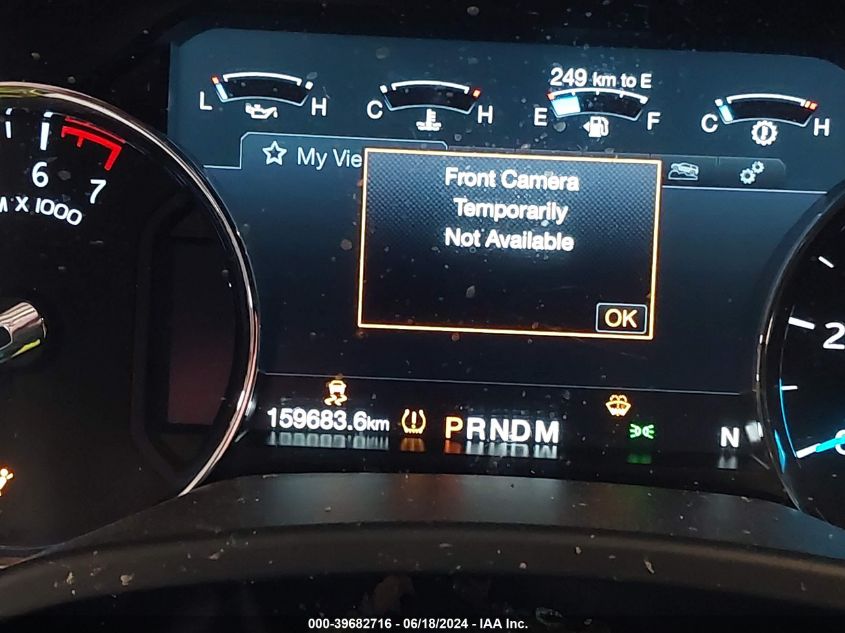 249 km to E
L H
C H
E F
C H
My Vie
Front Camera
Temporarily
Not Available
OK
6
7
M X 1000
2
0
159683.6km
PRNDM
N
000-39682716 - 06/18/2024 - IAA Inc.